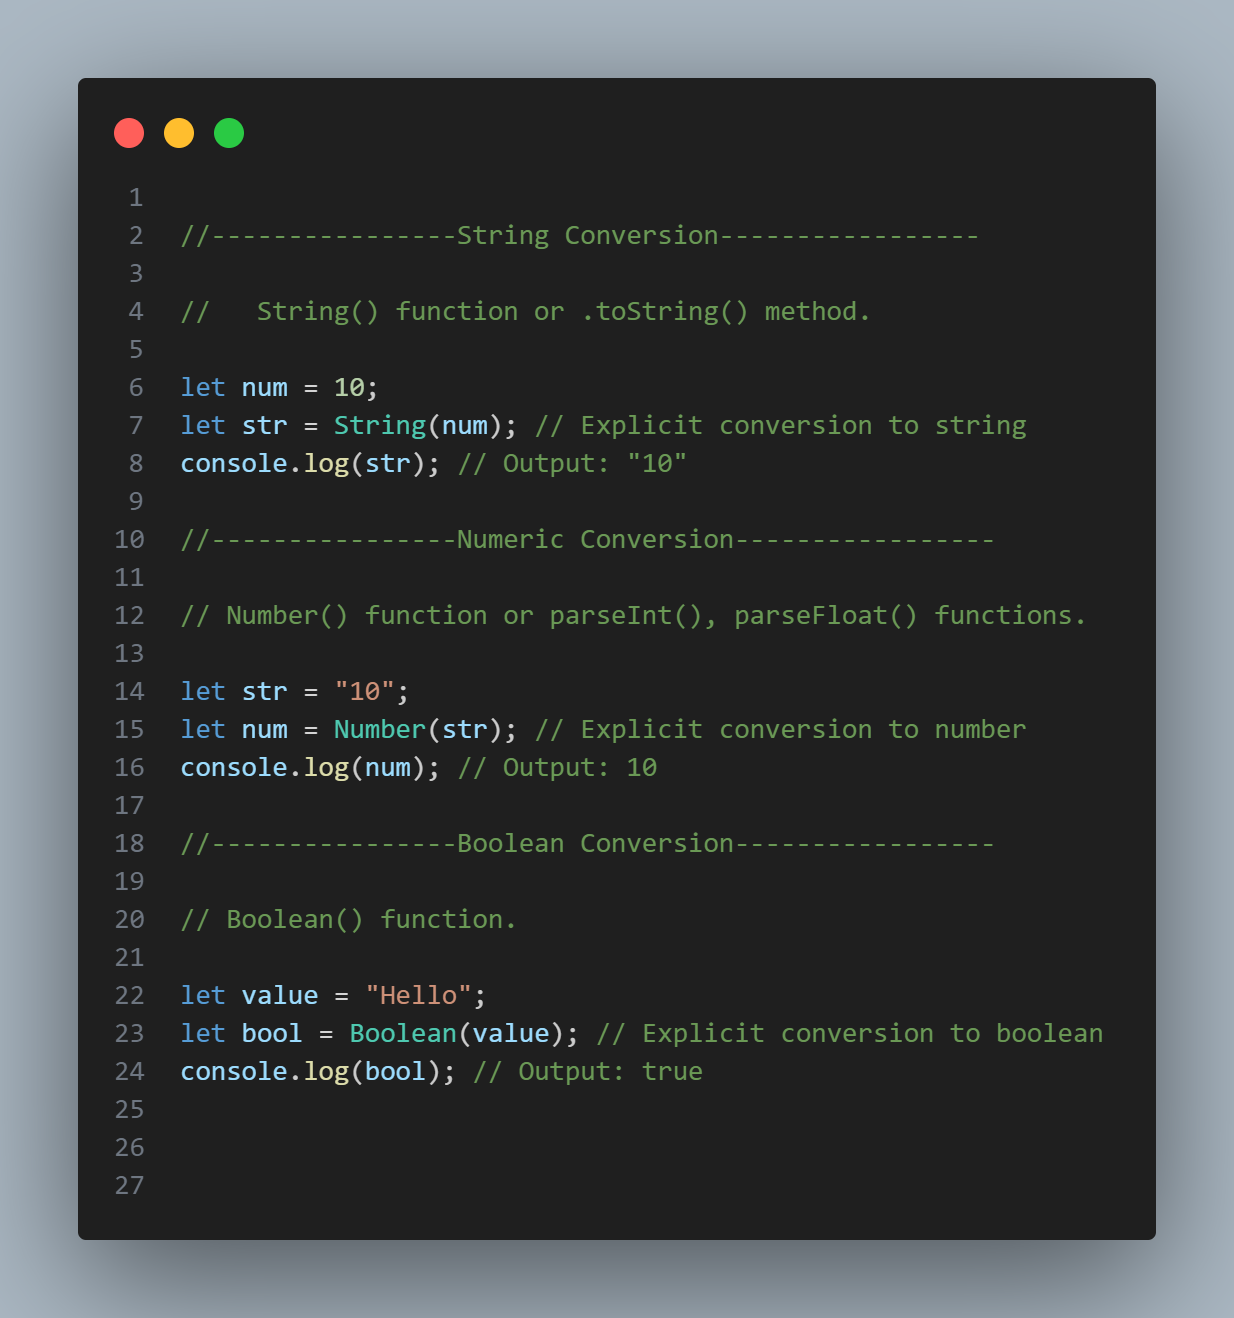 1
2 //----------------String Conversion-----------------
3
4 //   String() function or .toString() method.
5
6 let num = 10;
7 let str = String(num); // Explicit conversion to string
8 console.log(str); // Output: "10"
9
10 //----------------Numeric Conversion-----------------
11
12 // Number() function or parseInt(), parseFloat() functions.
13
14 let str = "10";
15 let num = Number(str); // Explicit conversion to number
16 console.log(num); // Output: 10
17
18 //----------------Boolean Conversion-----------------
19
20 // Boolean() function.
21
22 let value = "Hello";
23 let bool = Boolean(value); // Explicit conversion to boolean
24 console.log(bool); // Output: true
25
26
27